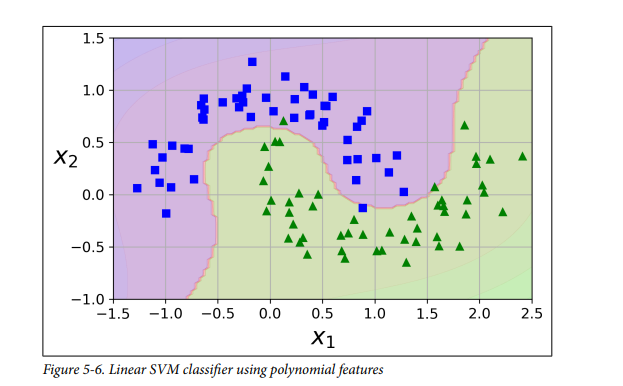 1.5
1.0
0.5
0.0
−0.5
−1.0
x2
−1.5 −1.0 −0.5 0.0 0.5 1.0 1.5 2.0 2.5
x1
Figure 5-6. Linear SVM classifier using polynomial features